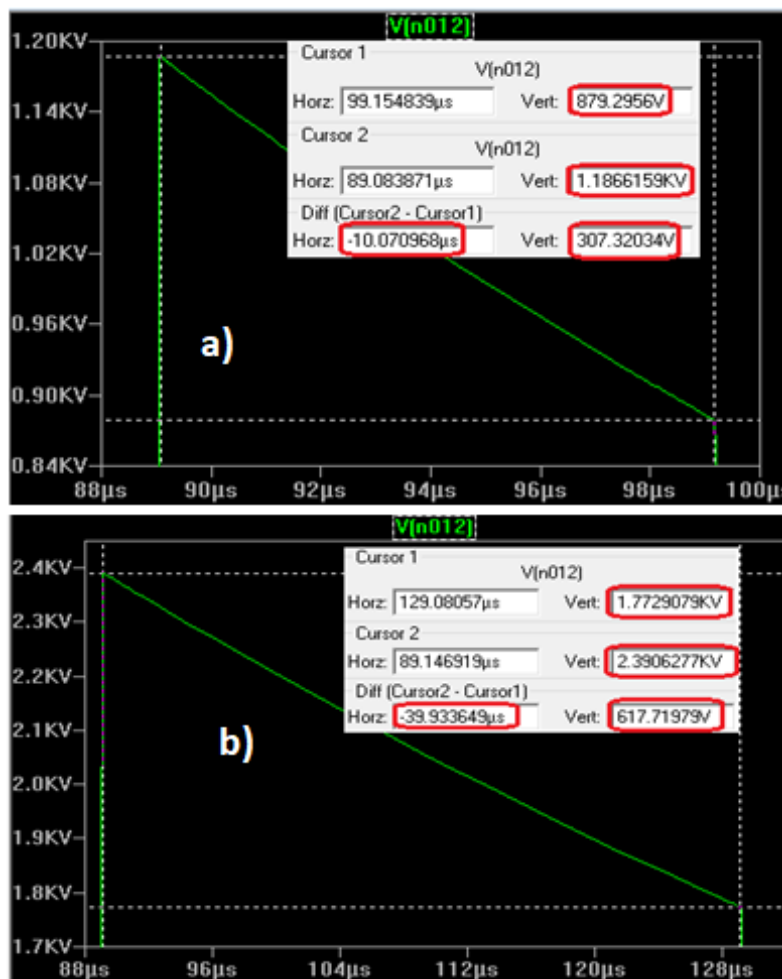 V(n012)
1.20KV
1.14KV
1.08KV
1.02KV
0.96KV
0.90KV
0.84KV
Cursor 1
V(n012)
Horz: 99.154839µs Vert: 879.2956V
Cursor 2
V(n012)
Horz: 89.083871µs Vert: 1.1866159KV
Diff (Cursor2 - Cursor1)
Horz: -10.070968µs Vert: 307.32034V
a)
88µs 90µs 92µs 94µs 96µs 98µs 100µs
V(n012)
2.4KV
2.3KV
2.2KV
2.1KV
2.0KV
1.9KV
1.8KV
1.7KV
Cursor 1
V(n012)
Horz: 129.08057µs Vert: 1.7729079KV
Cursor 2
Horz: 89.146919µs Vert: 2.3906277KV
Diff (Cursor2 - Cursor1)
Horz: -39.933649µs Vert: 617.71979V
b)
88µs 96µs 104µs 112µs 120µs 128µs